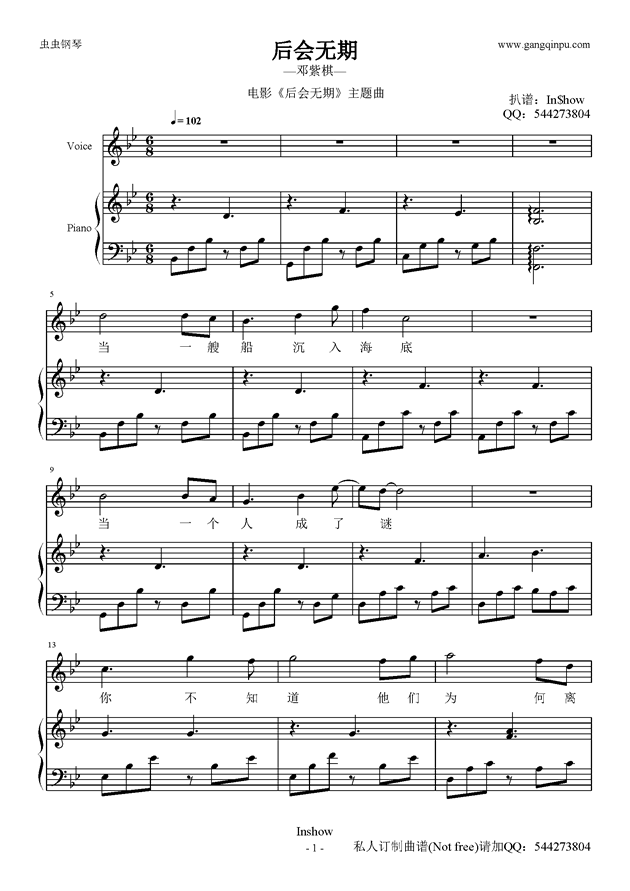 虫虫钢琴
www.gangqinpu.com
后会无期
—邓紫棋—
电影《后会无期》主题曲
扒谱：InShow
QQ：544273804
= 102
Voice
Piano
5
当 一艘 船 沉入 海 底
9
当 一个 人 成 了 谜
13
你 不 知 道 他 们 为 何 离
Inshow
- 1 -
私人订制曲谱(Not free)请加QQ：544273804